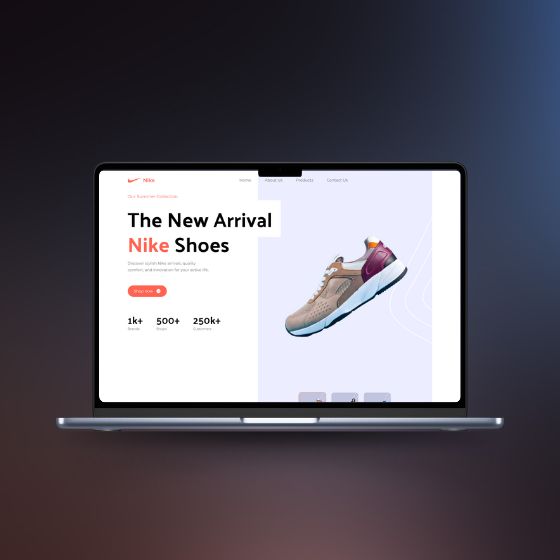 Nike
Home About Us Products Contact Us
Our Summer Collection
The New Arrival
Nike Shoes
Discover stylish Nike arrivals, quality
comfort, and innovation for your active life.
Shop now
1k+ 500+ 250k+
Brands Shops Customers